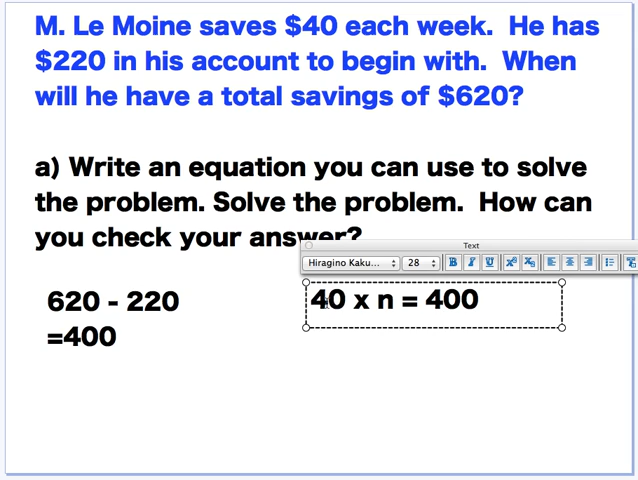 M. Le Moine saves $40 each week.  He has
$220 in his account to begin with.  When
will he have a total savings of $620?
a) Write an equation you can use to solve
the problem. Solve the problem.  How can
you check your answer?
Text
Hiragino Kaku... 28 B I U
620 - 220
=400
40 x n = 400